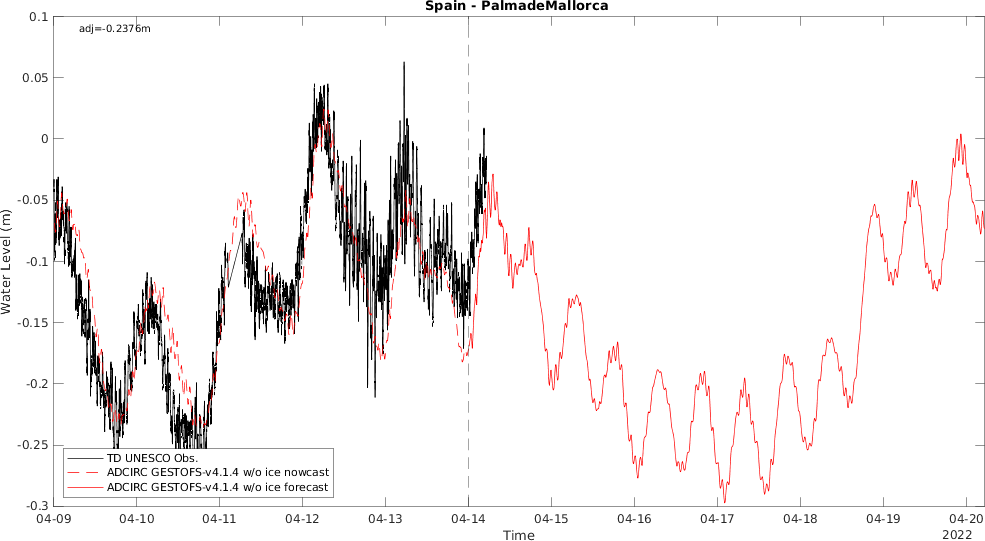 Spain - PalmadeMallorca
adj=-0.2376m
0.1
0.05
0
-0.05
-0.1
-0.15
-0.2
-0.25
-0.3
Water Level (m)
TD UNESCO Obs.
ADCIRC GESTOFS-v4.1.4 w/o ice nowcast
ADCIRC GESTOFS-v4.1.4 w/o ice forecast
04-09 04-10 04-11 04-12 04-13 04-14 04-15 04-16 04-17 04-18 04-19 04-20
Time
2022